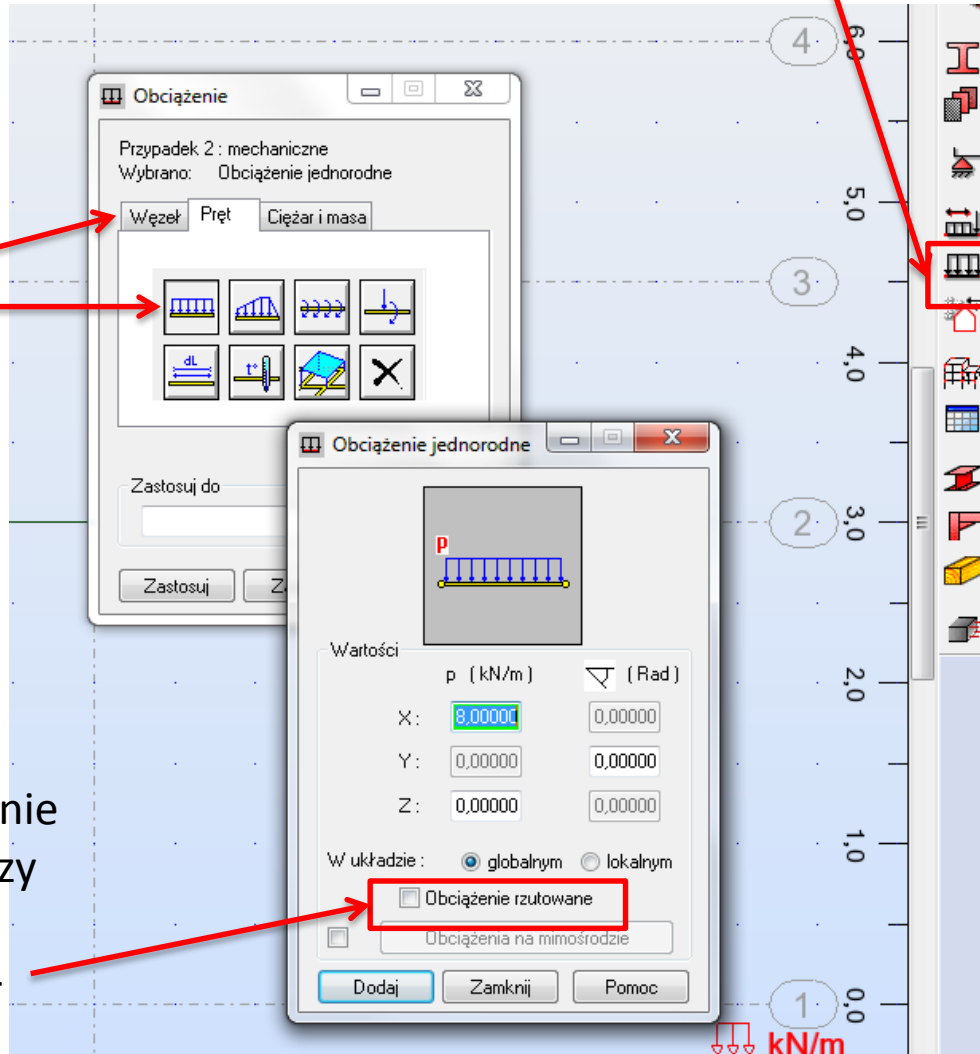 4
6,0
Obciążenie
Przypadek 2 : mechaniczne
Wybrano: Obciążenie jednorodne
Węzeł Pręt Ciężar i masa
5,0
3
dL
t°
4,0
Obciążenie jednorodne
Zastosuj do
p
2
3,0
Zastosuj
Wartości
p (kN/m) (Rad)
2,0
X : 8,00000 0,00000
Y : 0,00000 0,00000
nie
Z : 0,00000 0,00000
zy
1,0
W układzie : globalnym lokalnym
Obciążenie rzutowane
Obciążenia na mimośrodzie
Dodaj Zamknij Pomoc
1
0,0
kN/m